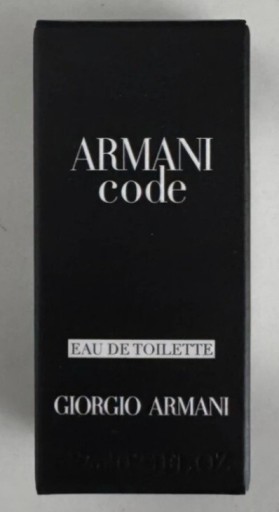 ARMANI
code
EAU DE TOILETTE
GIORGIO ARMANI